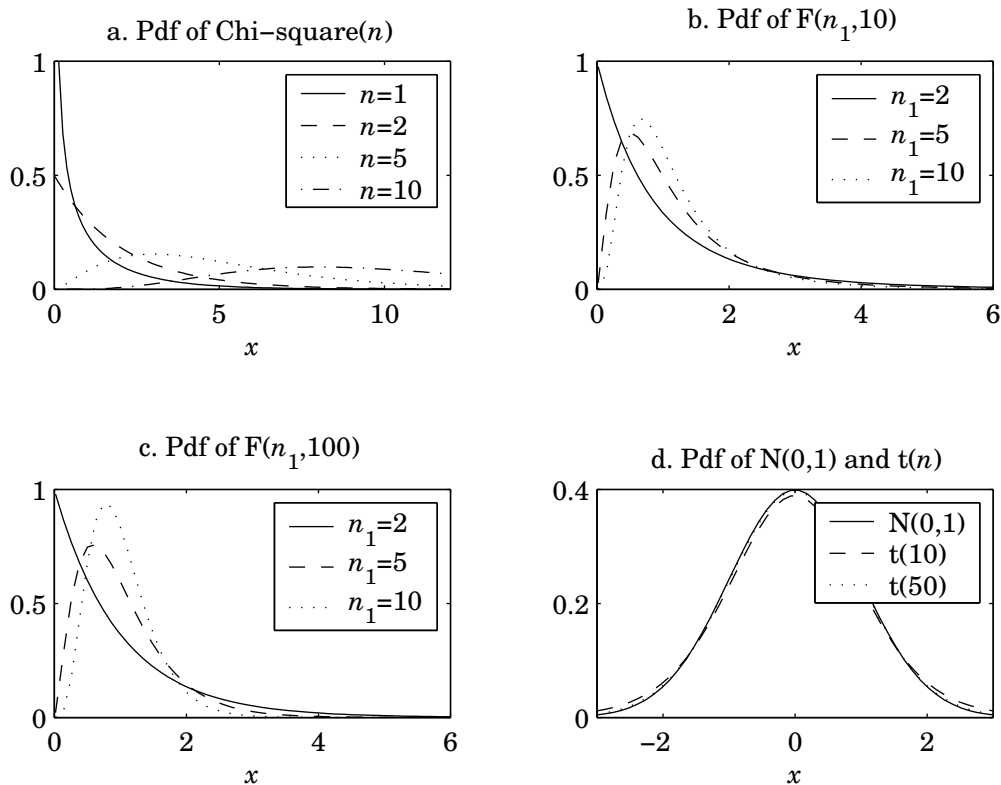 a. Pdf of Chi−square(n)
1
0.5
0
0
5
10
x
n=1
n=2
n=5
n=10
b. Pdf of F(n1,10)
1
0.5
0
0
2
4
6
x
n1=2
n1=5
n1=10
c. Pdf of F(n1,100)
1
0.5
0
0
2
4
6
x
n1=2
n1=5
n1=10
d. Pdf of N(0,1) and t(n)
0.4
0.2
0
−2
0
2
x
N(0,1)
t(10)
t(50)